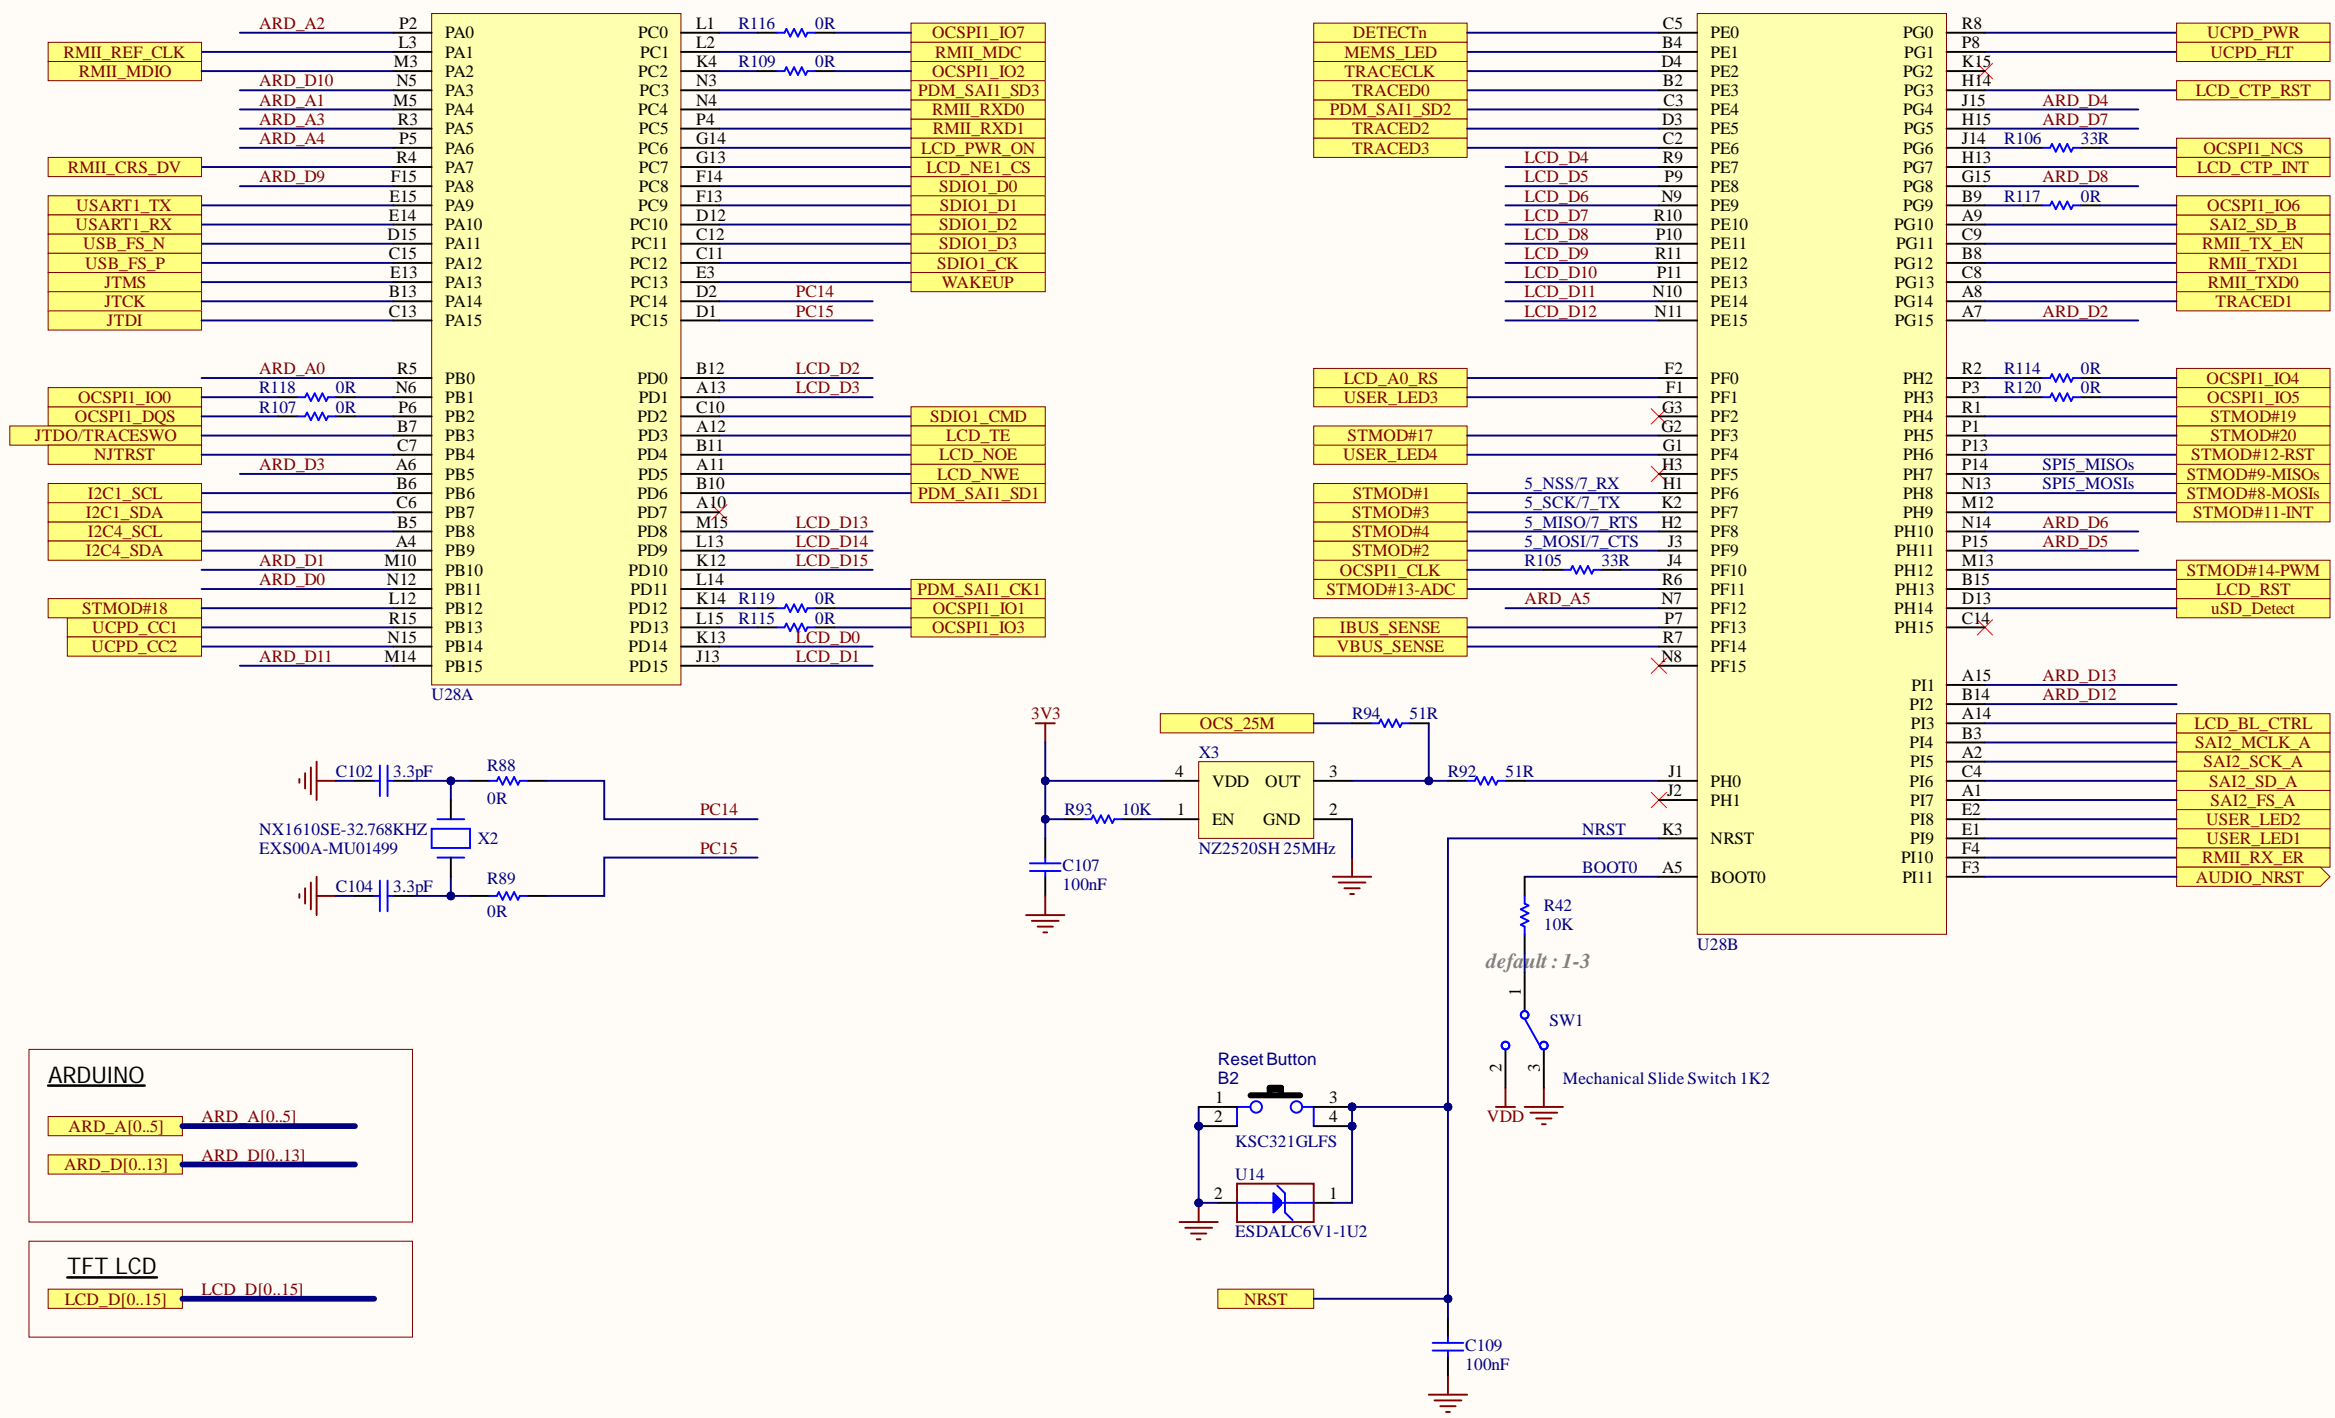 ARD_A2 P2 PA0 PC0 L1 R116 0R OCSPI1_IO7
RMII_REF_CLK L3 PA1 PC1 L2 RMII_MDC
RMII_MDIO M3 PA2 PC2 K4 R109 0R OCSPI1_IO2
ARD_D10 N5 PA3 PC3 N3 PDM_SAI1_SD3
ARD_A1 M5 PA4 PC4 N4 RMII_RXD0
ARD_A3 R3 PA5 PC5 P4 RMII_RXD1
ARD_A4 P5 PA6 PC6 G14 LCD_PWR_ON
RMII_CRS_DV R4 PA7 PC7 G13 LCD_NE1_CS
ARD_D9 F15 PA8 PC8 F14 SDIO1_D0
USART1_TX E15 PA9 PC9 F13 SDIO1_D1
USART1_RX E14 PA10 PC10 D12 SDIO1_D2
USB_FS_N D15 PA11 PC11 C12 SDIO1_D3
USB_FS_P C15 PA12 PC12 C11 SDIO1_CK
JTMS E13 PA13 PC13 E3 WAKEUP
JTCK B13 PA14 PC14 D2 PC14
JTDI C13 PA15 PC15 D1 PC15
ARD_A0 R5 PB0 PD0 B12 LCD_D2
OCSPI1_IO0 R118 0R N6 PB1 PD1 A13 LCD_D3
OCSPI1_DQS R107 0R P6 PB2 PD2 C10 SDIO1_CMD
JTDO/TRACESWO B7 PB3 PD3 A12 LCD_TE
NJTRST C7 PB4 PD4 B11 LCD_NOE
ARD_D3 A6 PB5 PD5 A11 LCD_NWE
I2C1_SCL B6 PB6 PD6 B10 PDM_SAI1_SD1
I2C1_SDA C6 PB7 PD7 A10
I2C4_SCL B5 PB8 PD8 M15 LCD_D13
I2C4_SDA A4 PB9 PD9 L13 LCD_D14
ARD_D1 M10 PB10 PD10 K12 LCD_D15
ARD_D0 N12 PB11 PD11 L14 PDM_SAI1_CK1
STMOD#18 L12 PB12 PD12 K14 R119 0R OCSPI1_IO1
UCPD_CC1 R15 PB13 PD13 L15 R115 0R OCSPI1_IO3
UCPD_CC2 N15 PB14 PD14 K13 LCD_D0
ARD_D11 M14 PB15 PD15 J13 LCD_D1
U28A
DETECTn C5 PE0 PG0 R8 UCPD_PWR
MEMS_LED B4 PE1 PG1 P8 UCPD_FLT
TRACECLK D4 PE2 PG2 K15
TRACED0 B2 PE3 PG3 H14 LCD_CTP_RST
PDM_SAI1_SD2 C3 PE4 PG4 J15 ARD_D4
TRACED2 D3 PE5 PG5 H15 ARD_D7
TRACED3 C2 PE6 PG6 J14 R106 33R OCSPI1_NCS
LCD_D4 R9 PE7 PG7 H13 LCD_CTP_INT
LCD_D5 P9 PE8 PG8 G15 ARD_D8
LCD_D6 N9 PE9 PG9 B9 R117 0R OCSPI1_IO6
LCD_D7 R10 PE10 PG10 A9 SAI2_SD_B
LCD_D8 P10 PE11 PG11 C9 RMII_TX_EN
LCD_D9 R11 PE12 PG12 B8 RMII_TXD1
LCD_D10 P11 PE13 PG13 C8 RMII_TXD0
LCD_D11 N10 PE14 PG14 A8 TRACED1
LCD_D12 N11 PE15 PG15 A7 ARD_D2
LCD_A0_RS F2 PF0 PH2 R2 R114 0R OCSPI1_IO4
USER_LED3 F1 PF1 PH3 P3 R120 0R OCSPI1_IO5
G3 PF2 PH4 R1 STMOD#19
STMOD#17 G2 PF3 PH5 P1 STMOD#20
USER_LED4 G1 PF4 PH6 P13 STMOD#12-RST
H3 PF5 PH7 P14 SPI5_MISOs STMOD#9-MISOs
STMOD#1 5_NSS/7_RX H1 PF6 PH8 N13 SPI5_MOSIs STMOD#8-MOSIs
STMOD#3 5_SCK/7_TX K2 PF7 PH9 M12 STMOD#11-INT
STMOD#4 5_MISO/7_RTS H2 PF8 PH10 N14 ARD_D6
STMOD#2 5_MOSI/7_CTS J3 PF9 PH11 P15 ARD_D5
OCSPI1_CLK R105 33R J4 PF10 PH12 M13 STMOD#14-PWM
STMOD#13-ADC R6 PF11 PH13 B15 LCD_RST
ARD_A5 N7 PF12 PH14 D13 uSD_Detect
IBUS_SENSE P7 PF13 PH15 C14
VBUS_SENSE R7 PF14
N8 PF15
PI1 A15 ARD_D13
PI2 B14 ARD_D12
PI3 A14 LCD_BL_CTRL
PI4 B3 SAI2_MCLK_A
PI5 A2 SAI2_SCK_A
J1 PH0 PI6 C4 SAI2_SD_A
J2 PH1 PI7 A1 SAI2_FS_A
PI8 E2 USER_LED2
NRST K3 NRST PI9 E1 USER_LED1
PI10 F4 RMII_RX_ER
BOOT0 A5 BOOT0 PI11 F3 AUDIO_NRST
U28B
3V3
OCS_25M R94 51R
X3
4 VDD OUT 3 R92 51R
R93 10K 1 EN GND 2
NZ2520SH 25MHz
C107
100nF
C102 3.3pF R88
0R
PC14
NX1610SE-32.768KHZ
EXS00A-MU01499
X2
PC15
C104 3.3pF R89
0R
R42
10K
default : 1-3
1
SW1
2 3
Mechanical Slide Switch 1K2
VDD
Reset Button
B2
1 3
2 4
KSC321GLFS
U14
2 1
ESDALC6V1-1U2
NRST
C109
100nF
ARDUINO
ARD_A[0..5] ARD_A[0..5]
ARD_D[0..13] ARD_D[0..13]
TFT LCD
LCD_D[0..15] LCD_D[0..15]